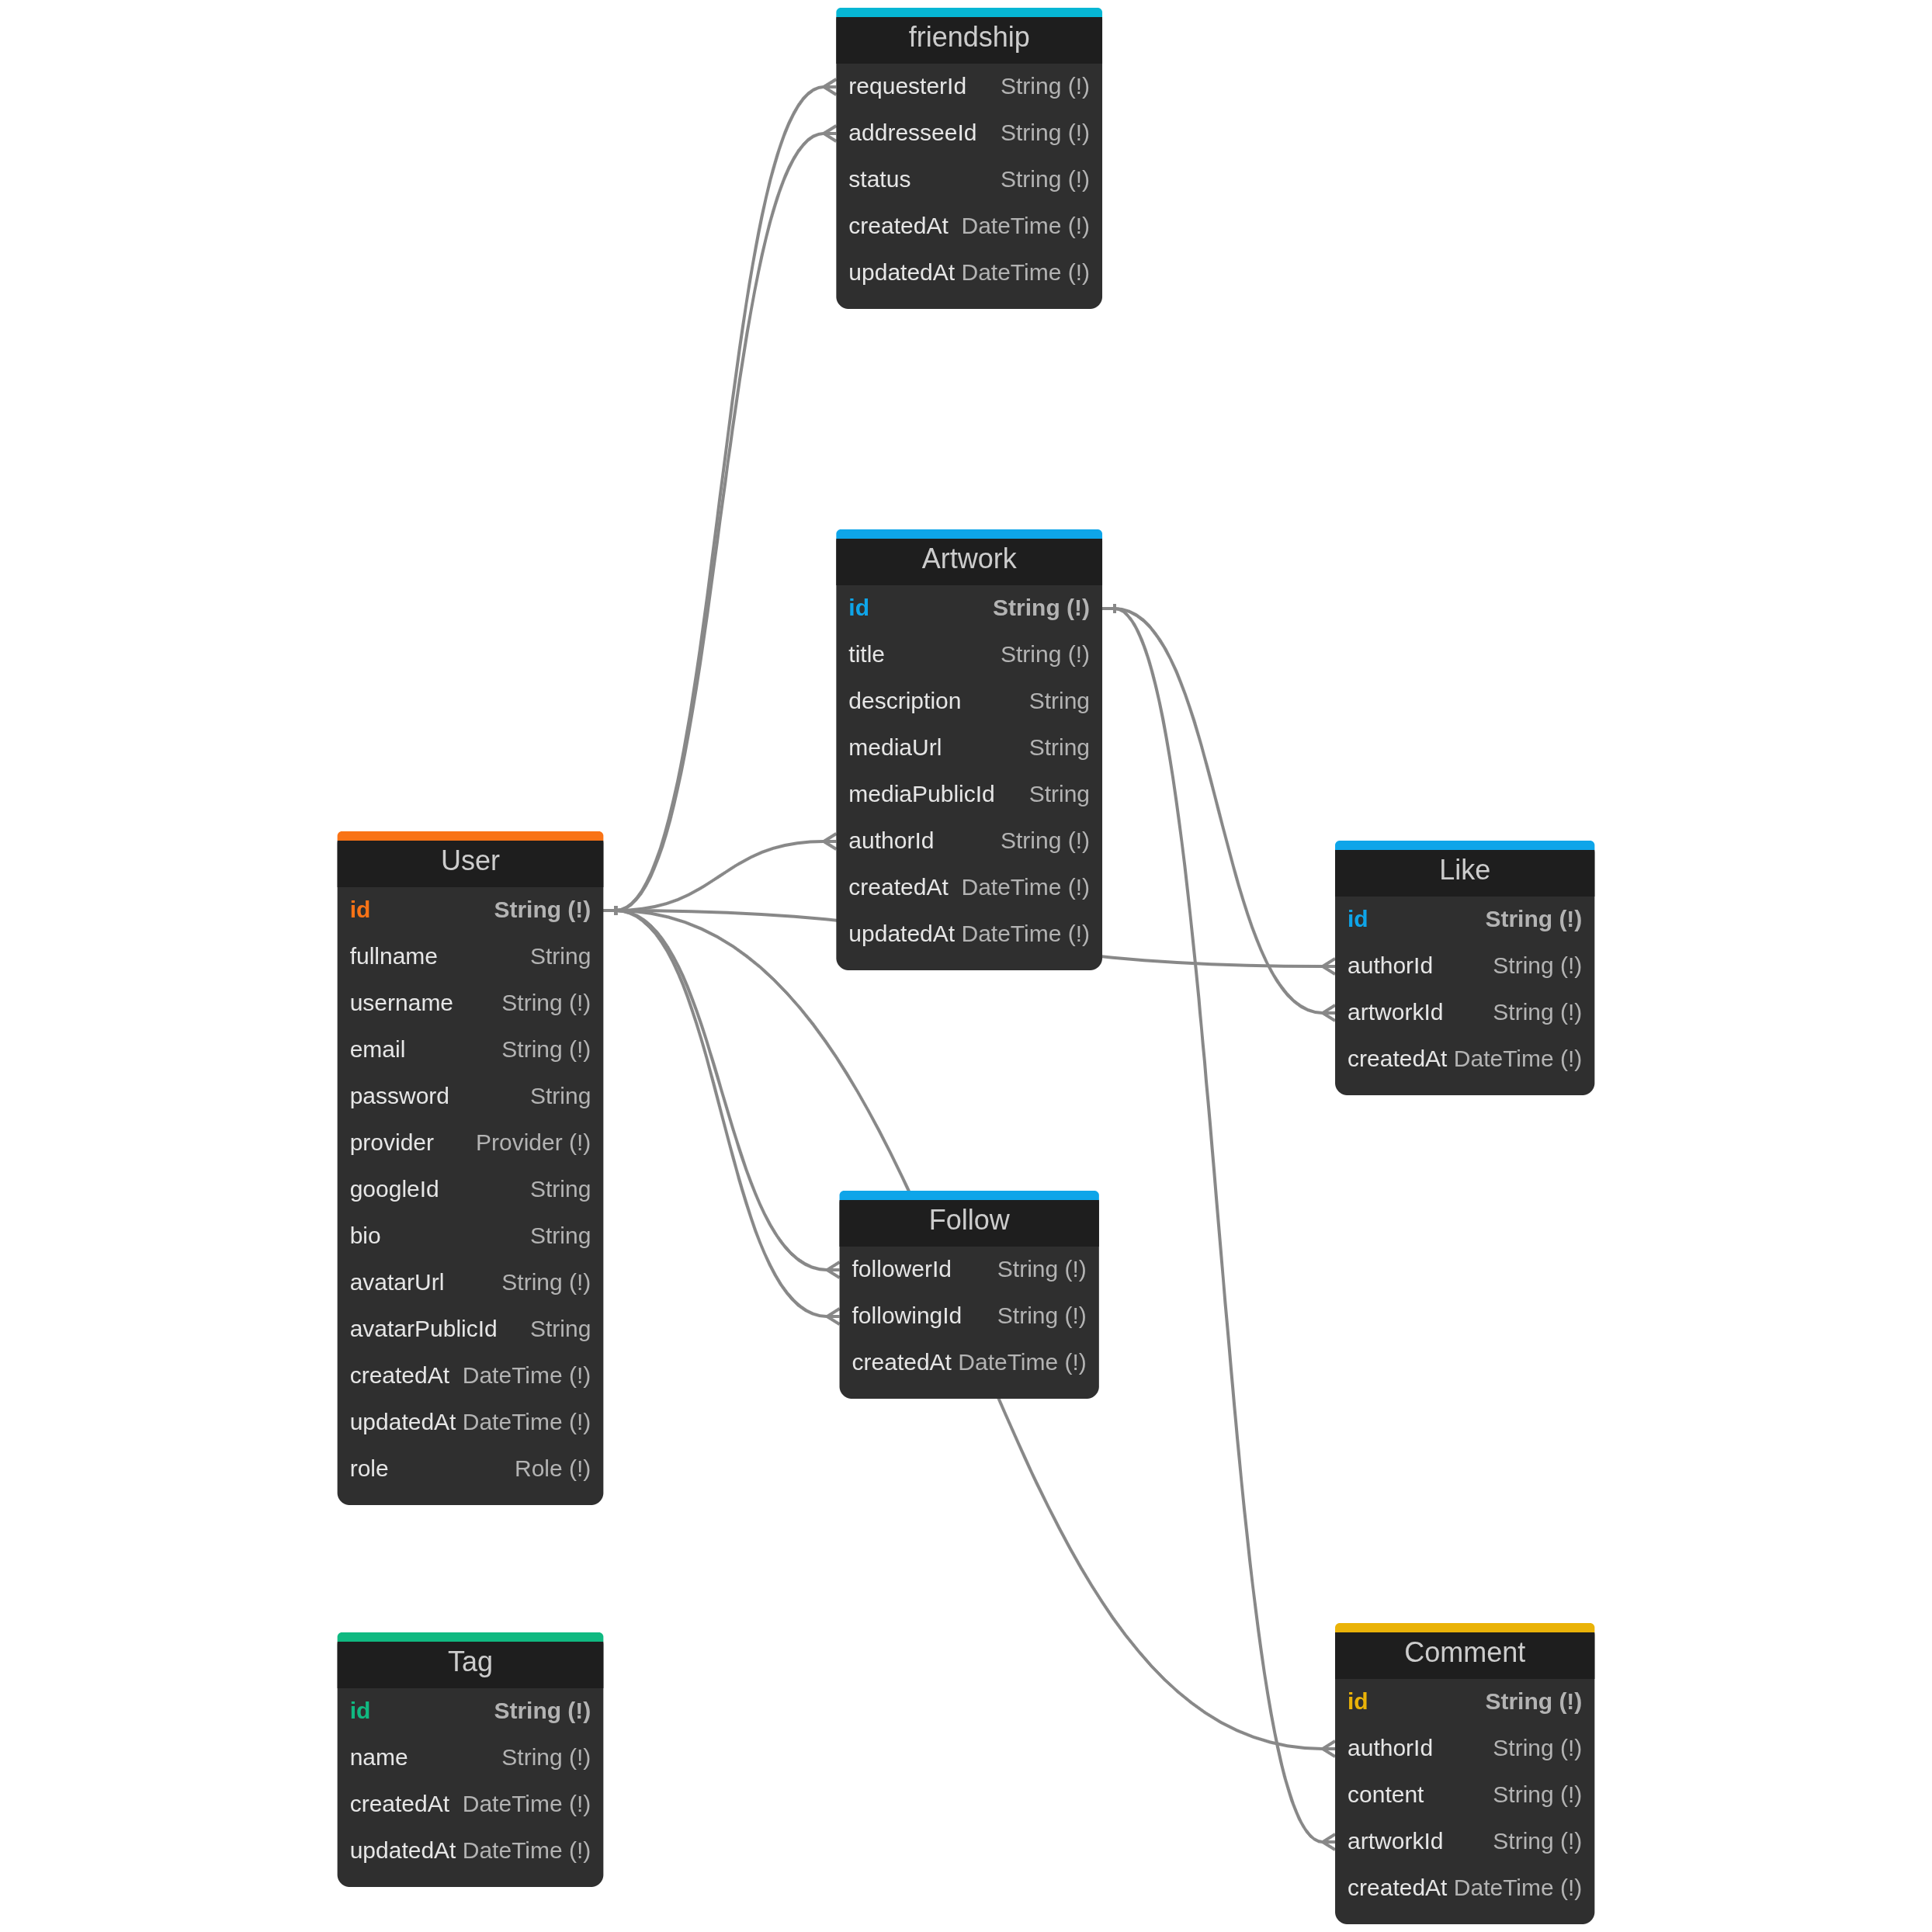 friendship
requesterId String (!)
addresseeId String (!)
status String (!)
createdAt DateTime (!)
updatedAt DateTime (!)
Artwork
id String (!)
title String (!)
description String
mediaUrl String
mediaPublicId String
authorId String (!)
createdAt DateTime (!)
updatedAt DateTime (!)
User
id String (!)
fullname String
username String (!)
email String (!)
password String
provider Provider (!)
googleId String
bio String
avatarUrl String (!)
avatarPublicId String
createdAt DateTime (!)
updatedAt DateTime (!)
role Role (!)
Like
id String (!)
authorId String (!)
artworkId String (!)
createdAt DateTime (!)
Follow
followerId String (!)
followingId String (!)
createdAt DateTime (!)
Tag
id String (!)
name String (!)
createdAt DateTime (!)
updatedAt DateTime (!)
Comment
id String (!)
authorId String (!)
content String (!)
artworkId String (!)
createdAt DateTime (!)